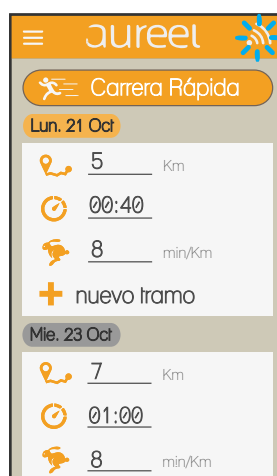 aureel
Carrera Rápida
Lun. 21 Oct
5 Km
00:40
8 min/Km
nuevo tramo
Mie. 23 Oct
7 Km
01:00
8 min/Km